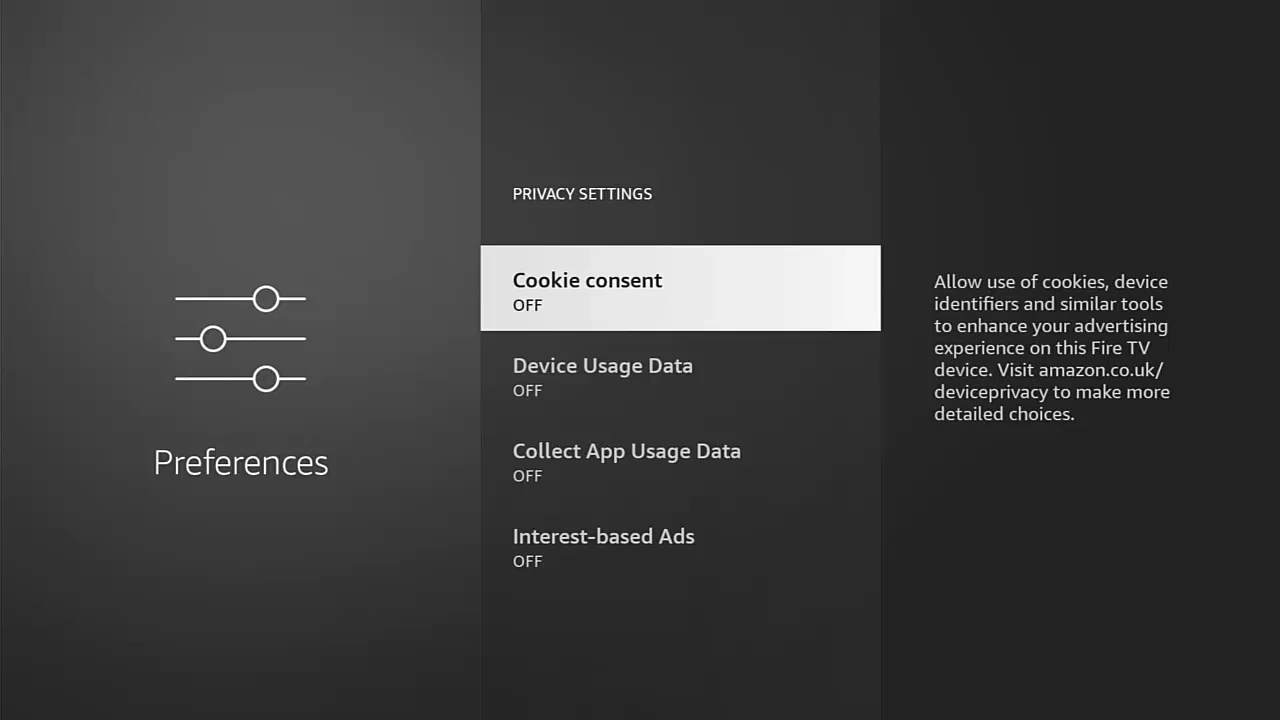 Preferences
PRIVACY SETTINGS
Cookie consent
OFF
Device Usage Data
OFF
Collect App Usage Data
OFF
Interest-based Ads
OFF
Allow use of cookies, device
identifiers and similar tools
to enhance your advertising
experience on this Fire TV
device. Visit amazon.co.uk/
deviceprivacy to make more
detailed choices.